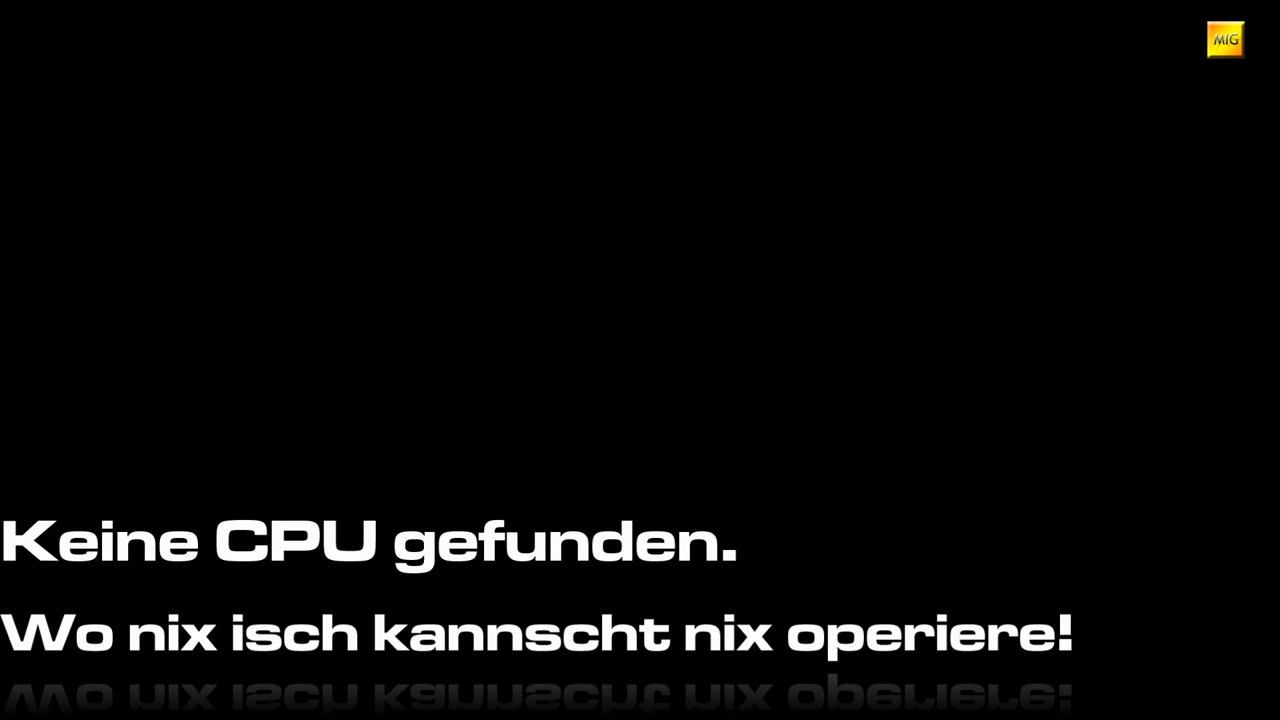 MIG
Keine CPU gefunden.
Wo nix isch kannscht nix operiere!